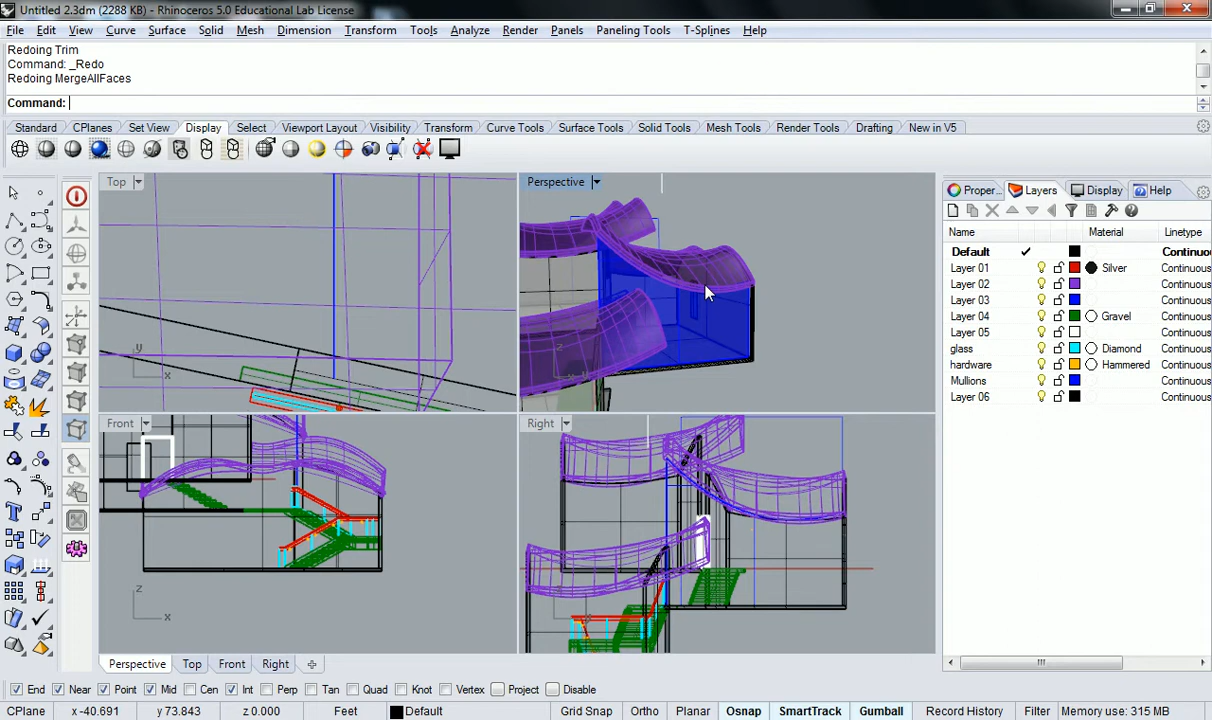 Untitled 2.3dm (2288 KB) - Rhinoceros 5.0 Educational Lab License
File Edit View Curve Surface Solid Mesh Dimension Transform Tools Analyze Render Panels Paneling Tools T-Splines Help
Redoing Trim
Command: _Redo
Redoing MergeAllFaces
Command:
Standard CPlanes Set View Display Select Viewport Layout Visibility Transform Curve Tools Surface Tools Solid Tools Mesh Tools Render Tools Drafting New in V5
Top
Perspective
Proper... Layers Display Help
Name Material Linetype
Default Continuous
Layer 01 Silver Continuous
Layer 02 Continuous
Layer 03 Continuous
Layer 04 Gravel Continuous
Layer 05 Continuous
glass Diamond Continuous
hardware Hammered Continuous
Mullions Continuous
Layer 06 Continuous
y
x
z
Front
Right
z
x
z
Perspective Top Front Right
End Near Point Mid Cen Int Perp Tan Quad Knot Vertex Project Disable
CPlane x -40.691 y 73.843 z 0.000 Feet Default Grid Snap Ortho Planar Osnap SmartTrack Gumball Record History Filter Memory use: 315 MB